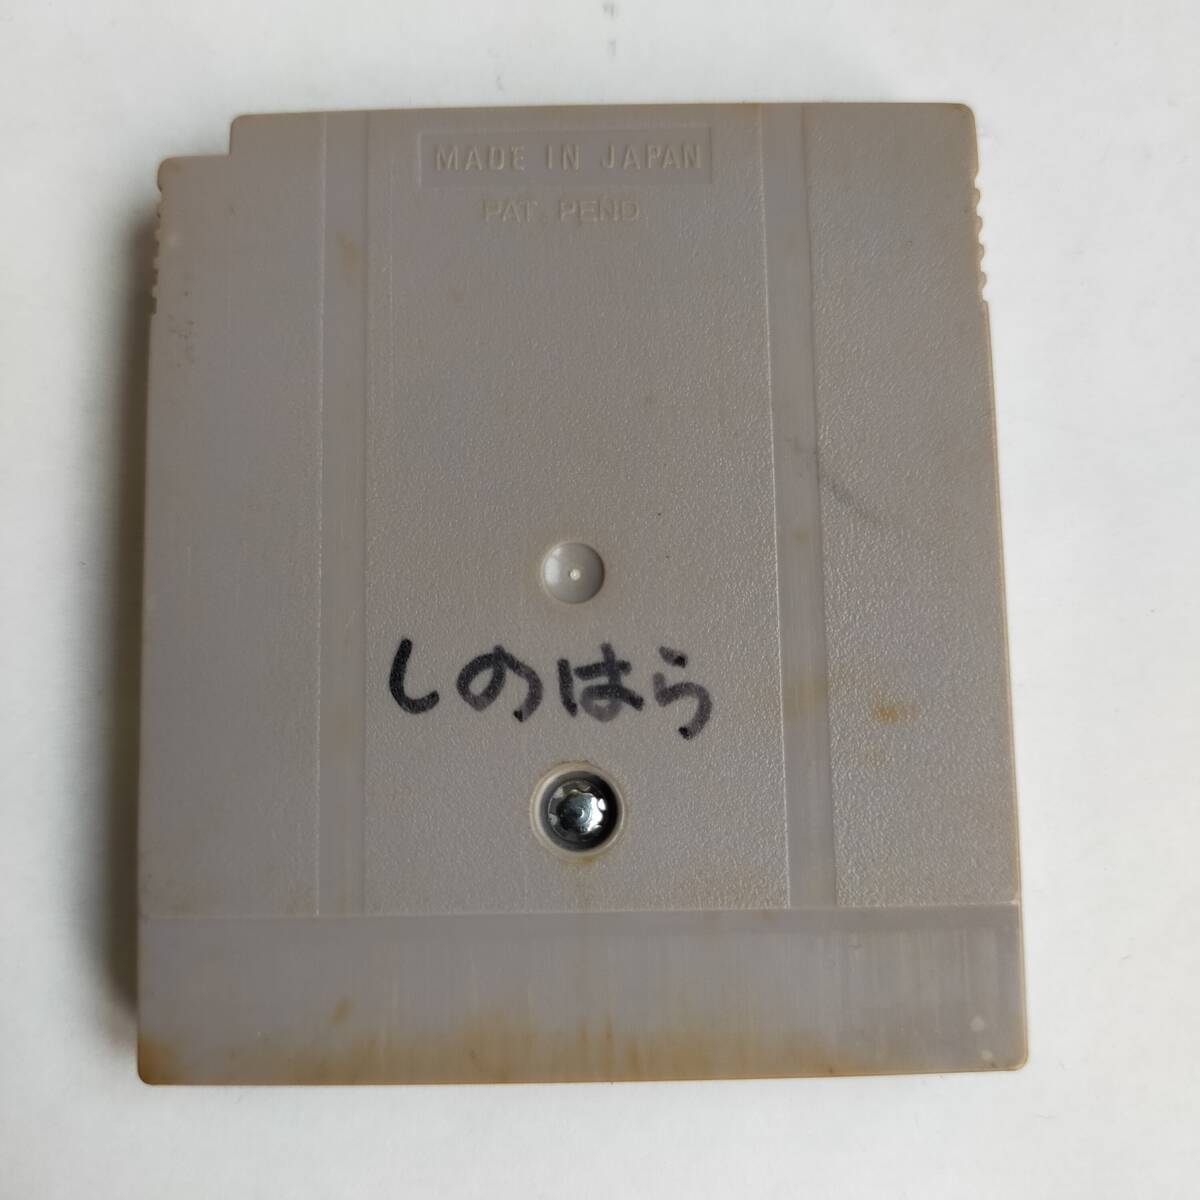 MADE IN JAPAN
PAT. PEND
しのはら